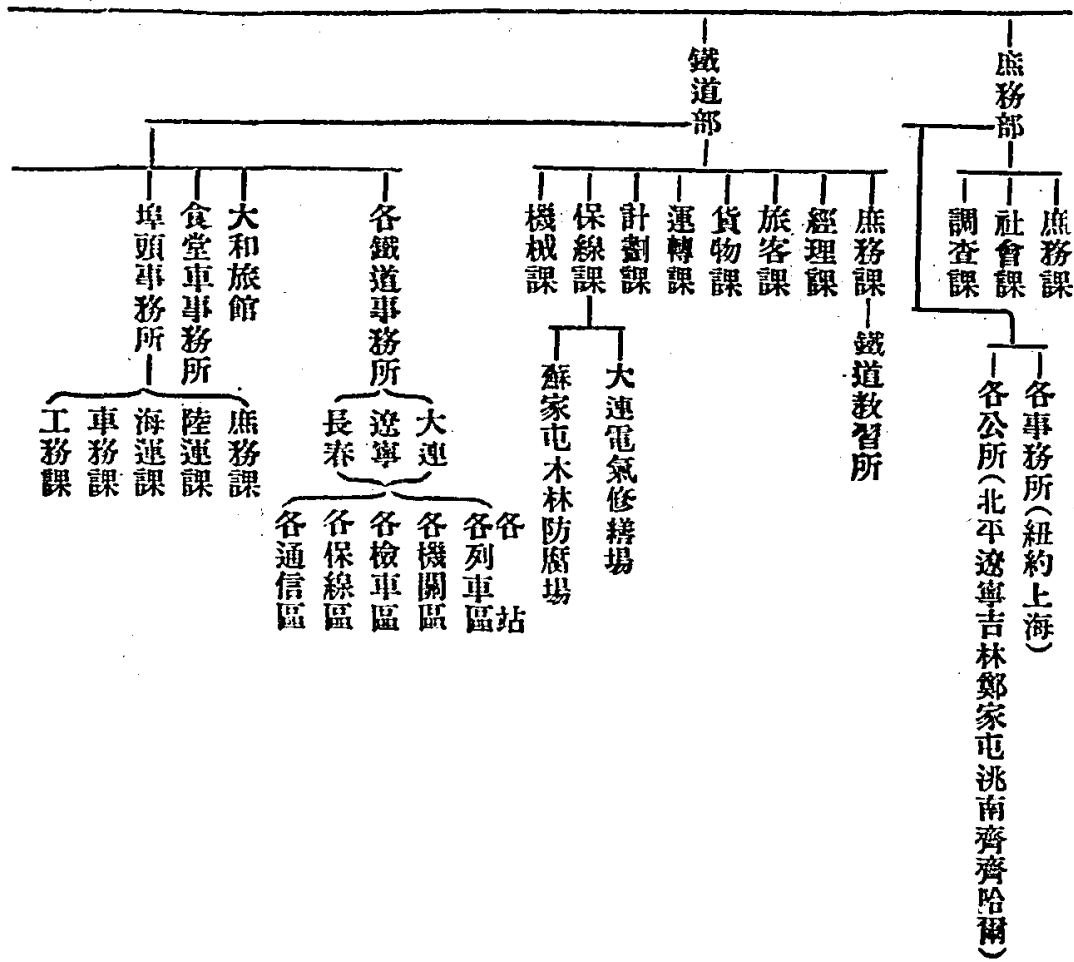 庶務部
庶務課
社會課
調查課
各事務所(紐約上海)
各公所(北平遼寧吉林鄭家屯洮南齊齊哈爾)
鐵道部
庶務課
鐵道教習所
經理課
旅客課
貨物課
運轉課
計劃課
保線課
大連電氣修繕場
蘇家屯木林防腐場
機械課
各鐵道事務所
大連
遼寧
長春
各站
各列車區
各機關區
各檢車區
各保線區
各通信區
大和旅館
食堂車事務所
埠頭事務所
庶務課
陸運課
海運課
車務課
工務課